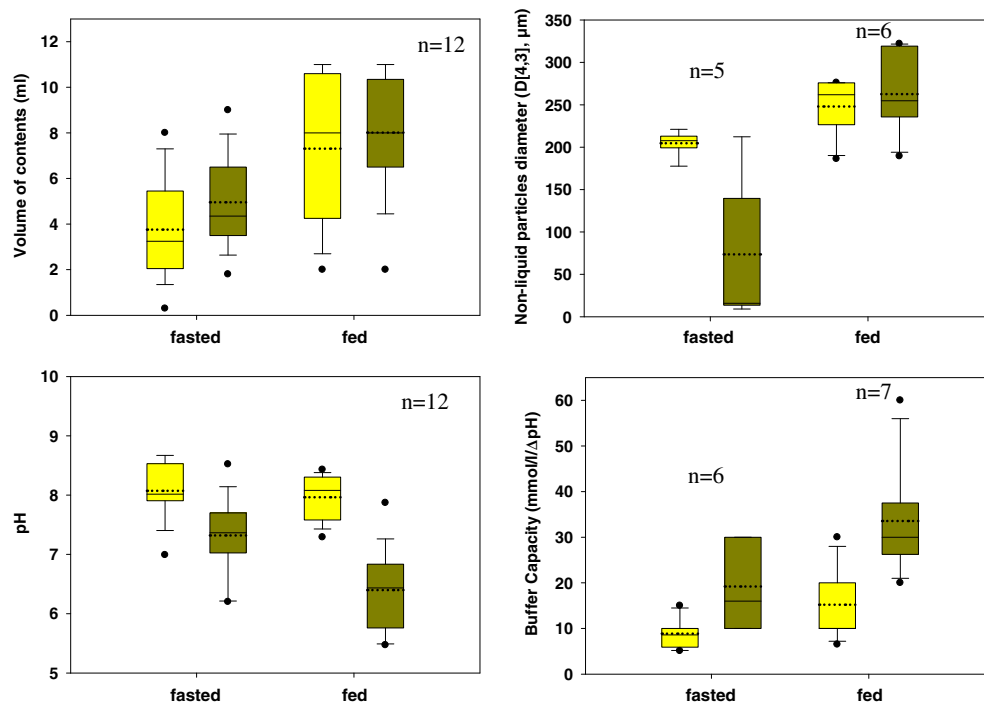 Volume of contents (ml)
12
10
8
6
4
2
0
n=12
fasted
fed
Non-liquid particles diameter (D[4,3], µm)
350
300
250
200
150
100
50
0
n=5
n=6
fasted
fed
pH
10
9
8
7
6
5
n=12
fasted
fed
Buffer Capacity (mmol/l/ΔpH)
60
50
40
30
20
10
0
n=6
n=7
fasted
fed